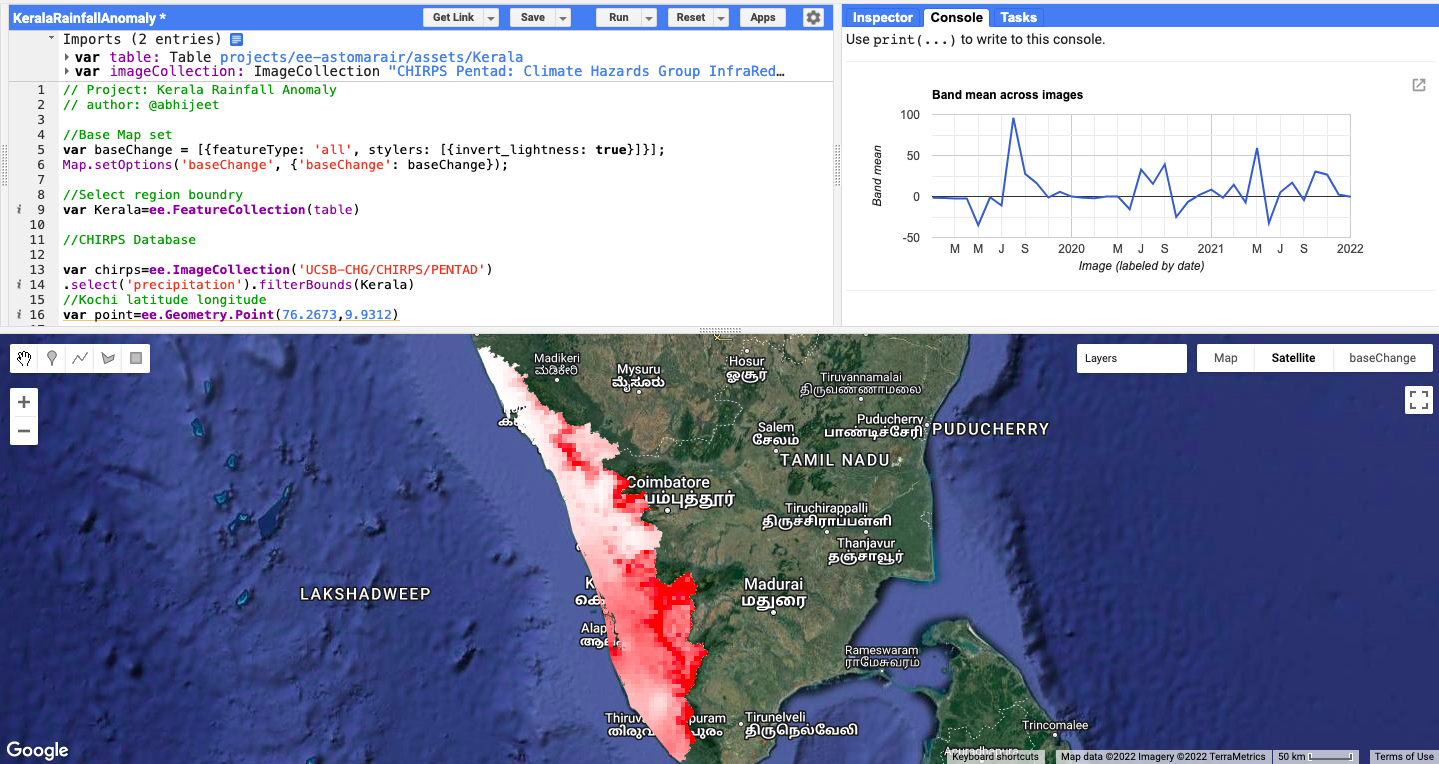 KeralaRainfallAnomaly *
Get Link
Save
Run
Reset
Apps
Imports (2 entries)
var table: Table projects/ee-astomarair/assets/Kerala
var imageCollection: ImageCollection "CHIRPS Pentad: Climate Hazards Group InfraRed…
1 // Project: Kerala Rainfall Anomaly
2 // author: @abhijeet
3
4 //Base Map set
5 var baseChange = [{featureType: 'all', stylers: [{invert_lightness: true}]}];
6 Map.setOptions('baseChange', {'baseChange': baseChange});
7
8 //Select region boundry
i 9 var Kerala=ee.FeatureCollection(table)
10
11 //CHIRPS Database
12
13 var chirps=ee.ImageCollection('UCSB-CHG/CHIRPS/PENTAD')
i 14 .select('precipitation').filterBounds(Kerala)
15 //Kochi latitude longitude
i 16 var point=ee.Geometry.Point(76.2673,9.9312)
Inspector
Console
Tasks
Use print(...) to write to this console.
Band mean across images
100
50
0
-50
Band mean
M J S 2020 M J S 2021 M J S 2022
Image (labeled by date)
Layers
Map
Satellite
baseChange
Madikeri
ಮಡಿಕೇರಿ
Mysuru
ಮೈಸೂರು
Hosur
ஓசூர்
Tiruvannamalai
திருவண்ணாமலை
Puducherry
பாண்டிச்சேரி
PUDUCHERRY
Salem
சேலம்
TAMIL NADU
Coimbatore
யம்புத்தூர்
Tiruchirappalli
திருச்சிராப்பள்ளி
Thanjavur
தஞ்சாவூர்
LAKSHADWEEP
Madurai
மதுரை
Alap
Rameswaram
ராமேசுவரம்
Thiruv
puram
Tirunelveli
திருநெல்வேலி
Trincomalee
Anuradhapura
Google
Keyboard shortcuts
Map data ©2022 Imagery ©2022 TerraMetrics
50 km
Terms of Use